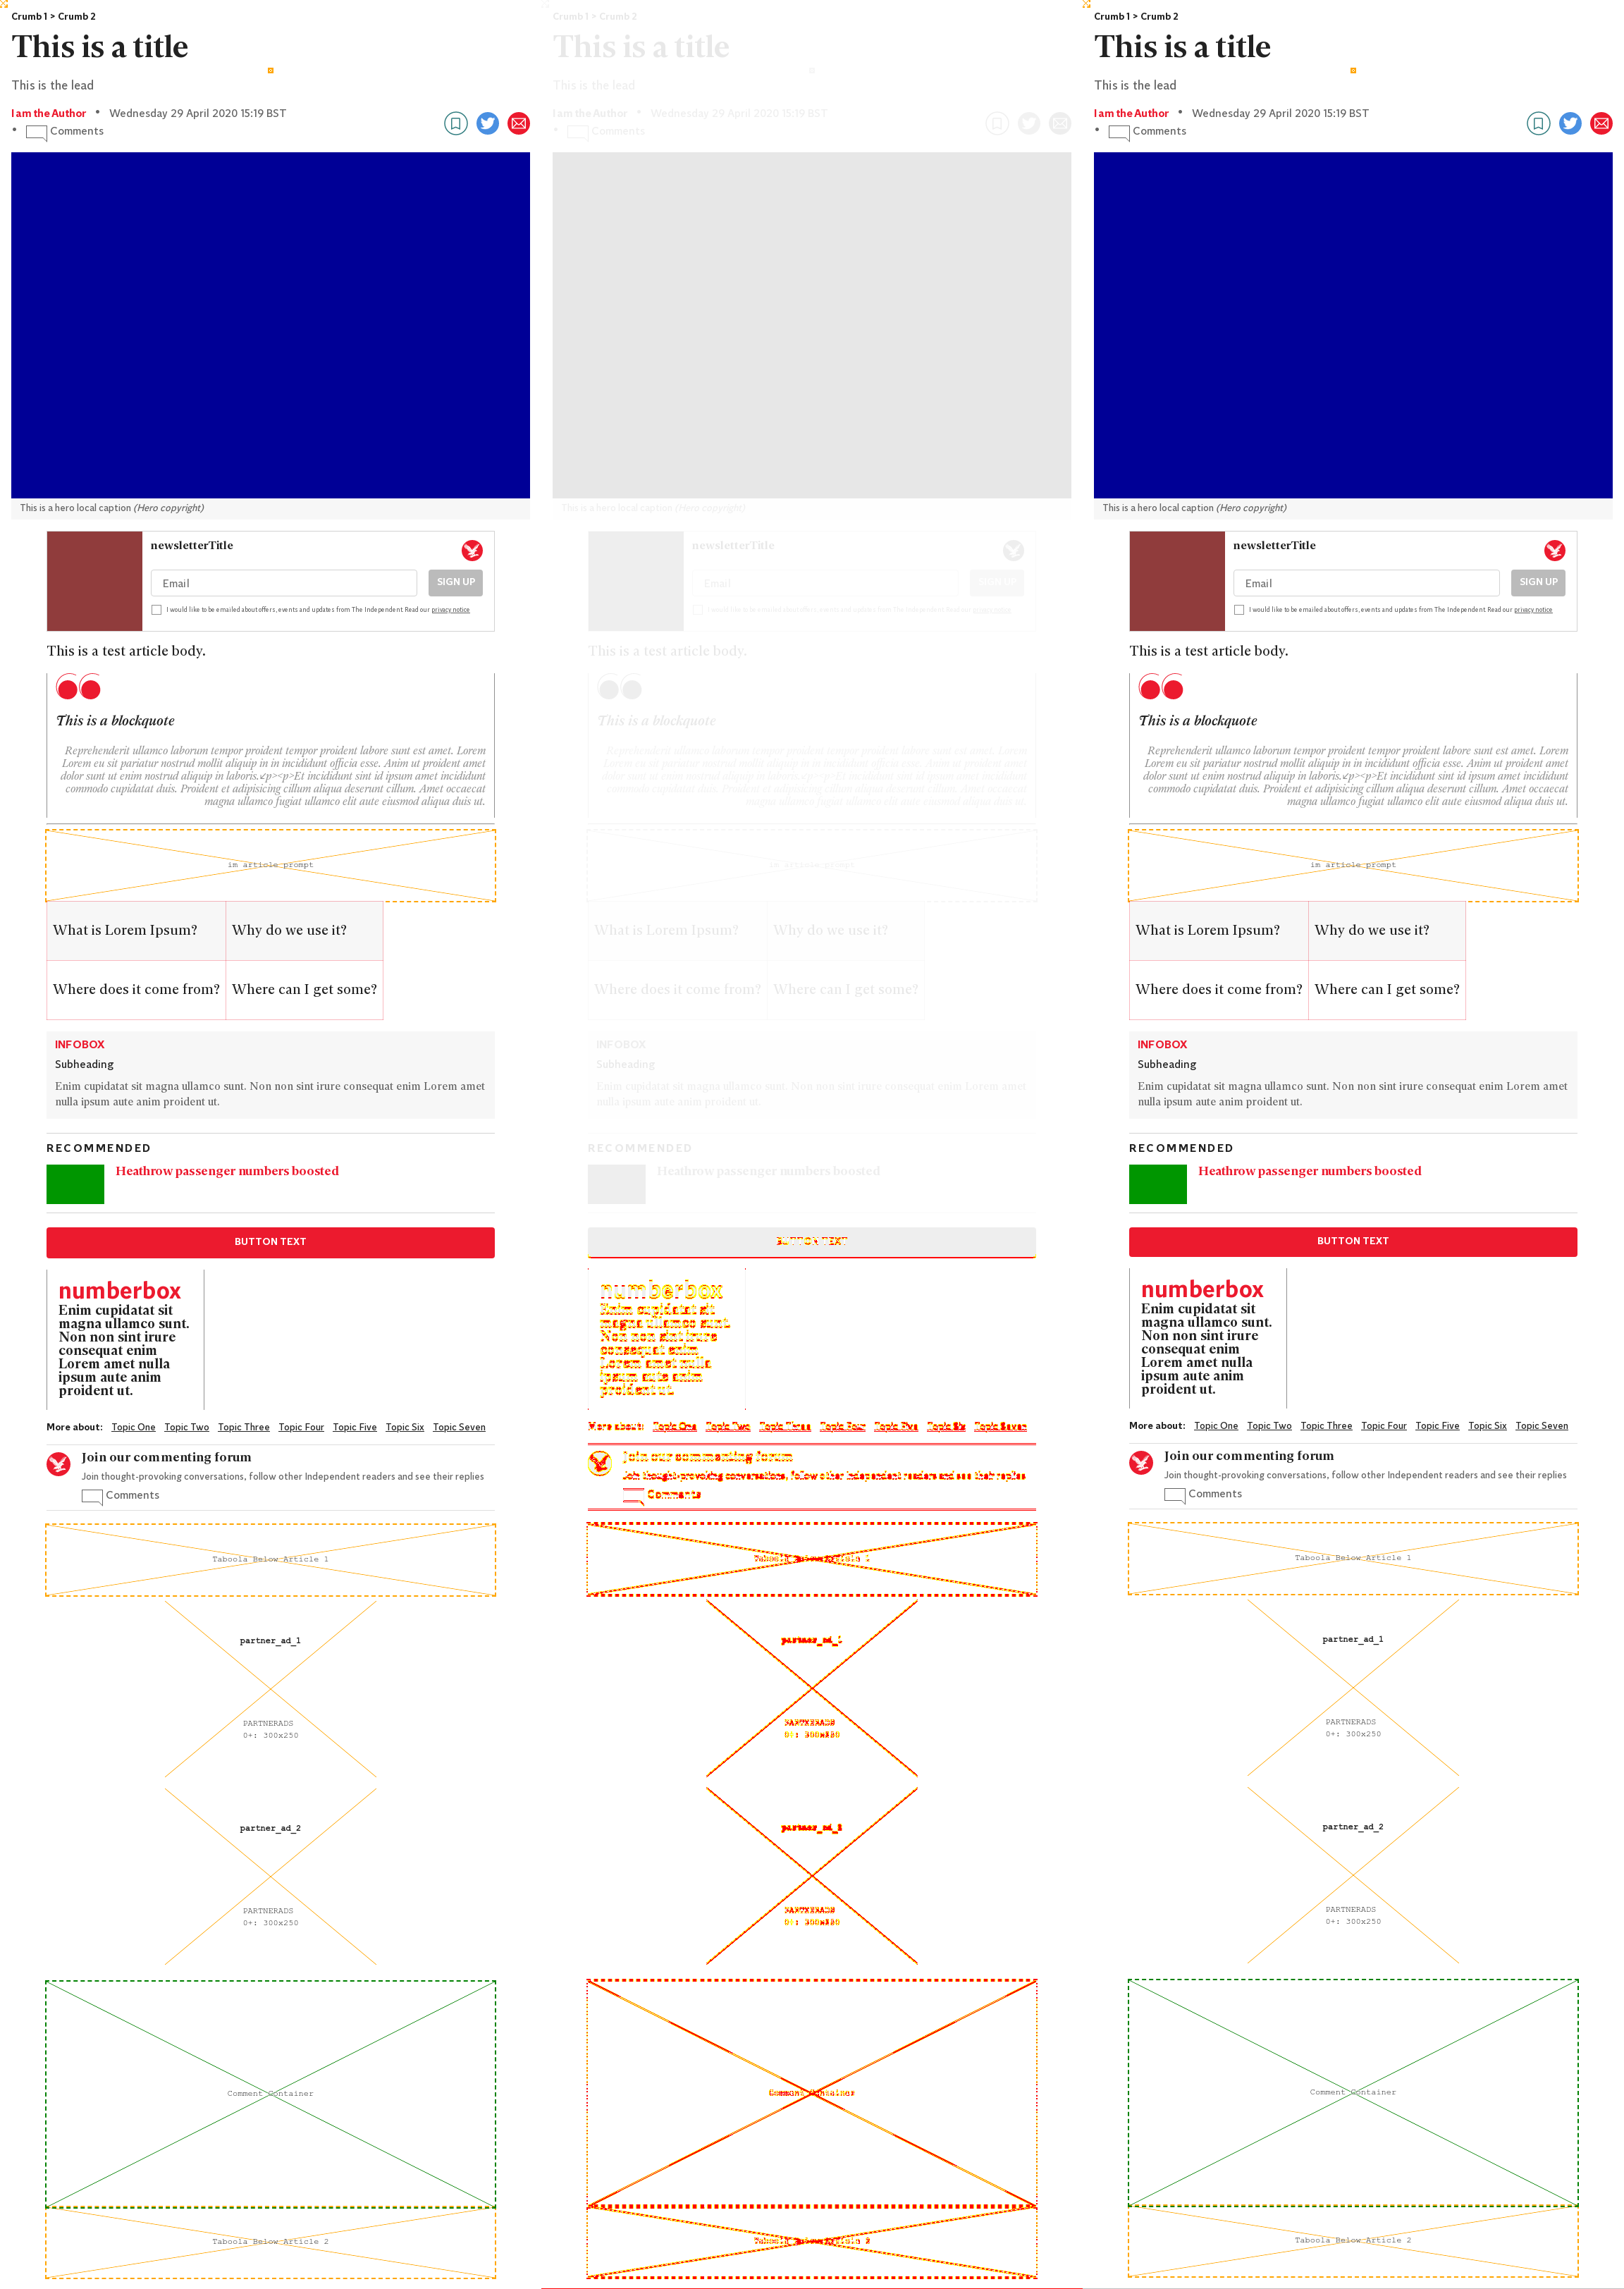 Crumb 1 > Crumb 2
This is a title
This is the lead
I am the Author • Wednesday 29 April 2020 15:19 BST
• Comments
This is a hero local caption (Hero copyright)
newsletterTitle
Email
SIGN UP
I would like to be emailed about offers, events and updates from The Independent. Read our privacy notice
This is a test article body.
This is a blockquote
Reprehenderit ullamco laborum tempor proident tempor proident labore sunt est amet. Lorem
Lorem eu sit pariatur nostrud mollit aliquip in in incididunt officia esse. Anim ut proident amet
dolor sunt ut enim nostrud aliquip in laboris.<p><p>Et incididunt sint id ipsum amet incididunt
commodo cupidatat duis. Proident et adipisicing cillum aliqua deserunt cillum. Amet occaecat
magna ullamco fugiat ullamco elit aute eiusmod aliqua duis ut.
im article prompt
What is Lorem Ipsum? Why do we use it?
Where does it come from? Where can I get some?
INFOBOX
Subheading
Enim cupidatat sit magna ullamco sunt. Non non sint irure consequat enim Lorem amet
nulla ipsum aute anim proident ut.
RECOMMENDED
Heathrow passenger numbers boosted
BUTTON TEXT
numberbox
Enim cupidatat sit
magna ullamco sunt.
Non non sint irure
consequat enim
Lorem amet nulla
ipsum aute anim
proident ut.
More about: Topic One Topic Two Topic Three Topic Four Topic Five Topic Six Topic Seven
Join our commenting forum
Join thought-provoking conversations, follow other Independent readers and see their replies
Comments
Taboola Below Article 1
partner_ad_1
PARTNERADS
0+: 300x250
partner_ad_2
PARTNERADS
0+: 300x250
Comment Container
Taboola Below Article 2
Crumb 1 > Crumb 2
This is a title
This is the lead
I am the Author • Wednesday 29 April 2020 15:19 BST
• Comments
This is a hero local caption (Hero copyright)
newsletterTitle
Email
SIGN UP
I would like to be emailed about offers, events and updates from The Independent. Read our privacy notice
This is a test article body.
This is a blockquote
Reprehenderit ullamco laborum tempor proident tempor proident labore sunt est amet. Lorem
Lorem eu sit pariatur nostrud mollit aliquip in in incididunt officia esse. Anim ut proident amet
dolor sunt ut enim nostrud aliquip in laboris.<p><p>Et incididunt sint id ipsum amet incididunt
commodo cupidatat duis. Proident et adipisicing cillum aliqua deserunt cillum. Amet occaecat
magna ullamco fugiat ullamco elit aute eiusmod aliqua duis ut.
im article prompt
What is Lorem Ipsum? Why do we use it?
Where does it come from? Where can I get some?
INFOBOX
Subheading
Enim cupidatat sit magna ullamco sunt. Non non sint irure consequat enim Lorem amet
nulla ipsum aute anim proident ut.
RECOMMENDED
Heathrow passenger numbers boosted
BUTTON TEXT
numberbox
Enim cupidatat sit
magna ullamco sunt.
Non non sint irure
consequat enim
Lorem amet nulla
ipsum aute anim
proident ut.
More about: Topic One Topic Two Topic Three Topic Four Topic Five Topic Six Topic Seven
Join our commenting forum
Join thought-provoking conversations, follow other Independent readers and see their replies
Comments
Taboola Below Article 1
partner_ad_1
PARTNERADS
0+: 300x250
partner_ad_2
PARTNERADS
0+: 300x250
Comment Container
Taboola Below Article 2
Crumb 1 > Crumb 2
This is a title
This is the lead
I am the Author • Wednesday 29 April 2020 15:19 BST
• Comments
This is a hero local caption (Hero copyright)
newsletterTitle
Email
SIGN UP
I would like to be emailed about offers, events and updates from The Independent. Read our privacy notice
This is a test article body.
This is a blockquote
Reprehenderit ullamco laborum tempor proident tempor proident labore sunt est amet. Lorem
Lorem eu sit pariatur nostrud mollit aliquip in in incididunt officia esse. Anim ut proident amet
dolor sunt ut enim nostrud aliquip in laboris.<p><p>Et incididunt sint id ipsum amet incididunt
commodo cupidatat duis. Proident et adipisicing cillum aliqua deserunt cillum. Amet occaecat
magna ullamco fugiat ullamco elit aute eiusmod aliqua duis ut.
im article prompt
What is Lorem Ipsum? Why do we use it?
Where does it come from? Where can I get some?
INFOBOX
Subheading
Enim cupidatat sit magna ullamco sunt. Non non sint irure consequat enim Lorem amet
nulla ipsum aute anim proident ut.
RECOMMENDED
Heathrow passenger numbers boosted
BUTTON TEXT
numberbox
Enim cupidatat sit
magna ullamco sunt.
Non non sint irure
consequat enim
Lorem amet nulla
ipsum aute anim
proident ut.
More about: Topic One Topic Two Topic Three Topic Four Topic Five Topic Six Topic Seven
Join our commenting forum
Join thought-provoking conversations, follow other Independent readers and see their replies
Comments
Taboola Below Article 1
partner_ad_1
PARTNERADS
0+: 300x250
partner_ad_2
PARTNERADS
0+: 300x250
Comment Container
Taboola Below Article 2